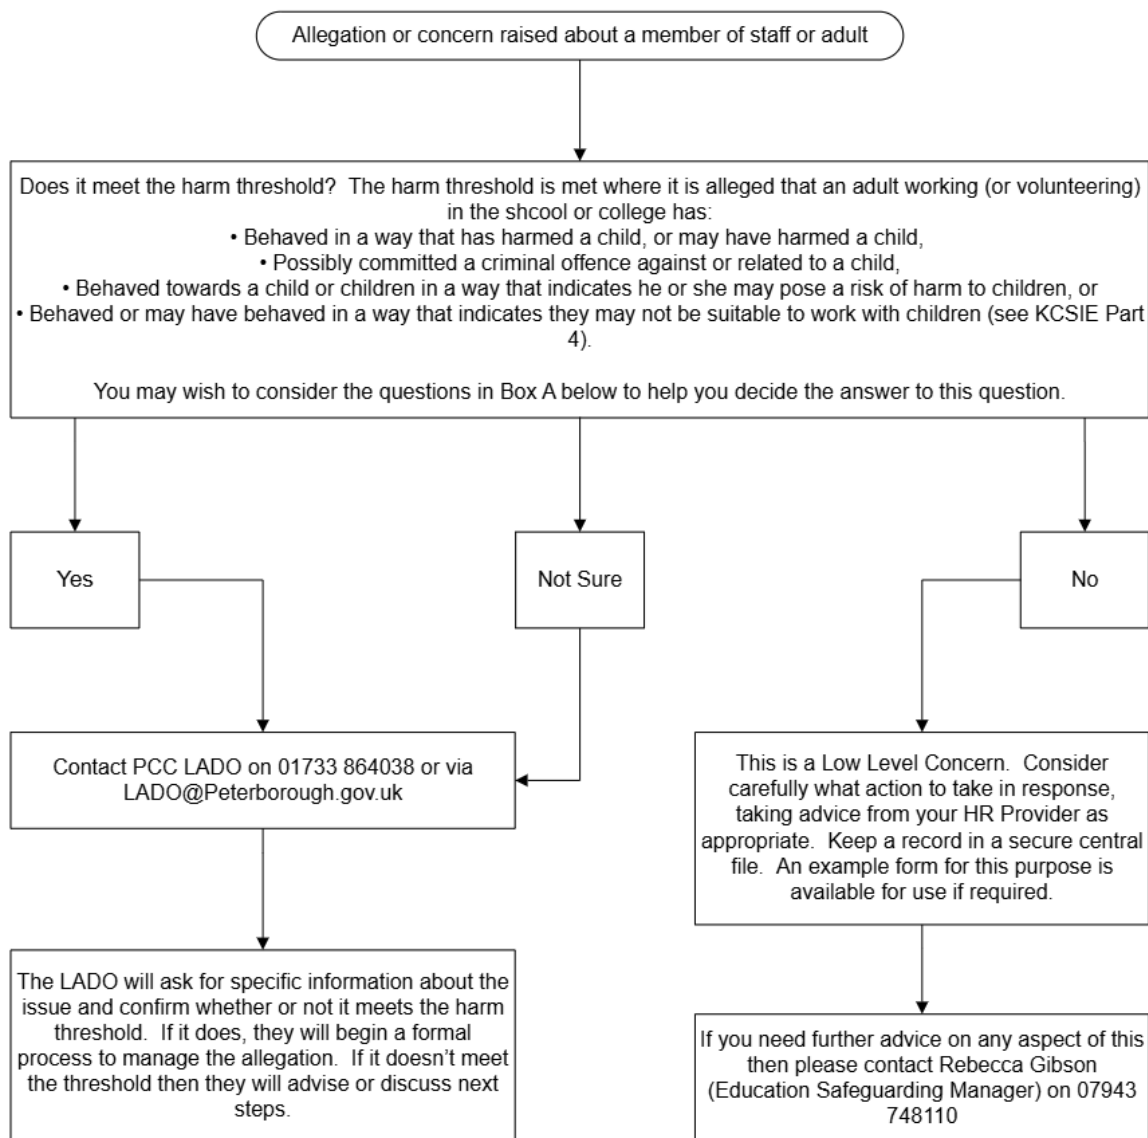 Allegation or concern raised about a member of staff or adult
Does it meet the harm threshold?  The harm threshold is met where it is alleged that an adult working (or volunteering)
in the shcool or college has:
• Behaved in a way that has harmed a child, or may have harmed a child,
• Possibly committed a criminal offence against or related to a child,
• Behaved towards a child or children in a way that indicates he or she may pose a risk of harm to children, or
• Behaved or may have behaved in a way that indicates they may not be suitable to work with children (see KCSIE Part
4).
You may wish to consider the questions in Box A below to help you decide the answer to this question.
Yes
Not Sure
No
Contact PCC LADO on 01733 864038 or via
LADO@Peterborough.gov.uk
This is a Low Level Concern.  Consider
carefully what action to take in response,
taking advice from your HR Provider as
appropriate.  Keep a record in a secure central
file.  An example form for this purpose is
available for use if required.
The LADO will ask for specific information about the
issue and confirm whether or not it meets the harm
threshold.  If it does, they will begin a formal
process to manage the allegation.  If it doesn’t meet
the threshold then they will advise or discuss next
steps.
If you need further advice on any aspect of this
then please contact Rebecca Gibson
(Education Safeguarding Manager) on 07943
748110